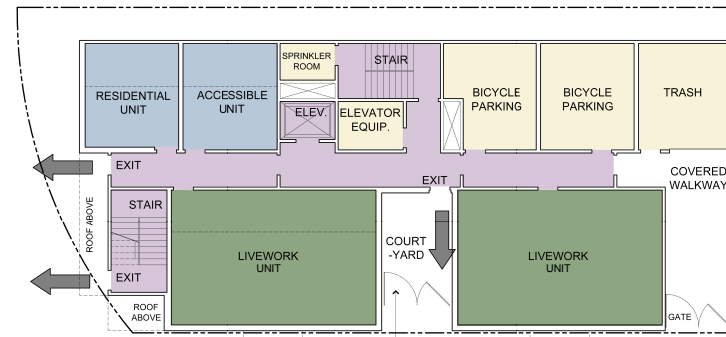 SPRINKLER
ROOM
STAIR
RESIDENTIAL
UNIT
ACCESSIBLE
UNIT
ELEV.
ELEVATOR
EQUIP.
BICYCLE
PARKING
BICYCLE
PARKING
TRASH
EXIT
EXIT
COVERED
WALKWAY
ROOF ABOVE
STAIR
EXIT
LIVEWORK
UNIT
COURT
-YARD
LIVEWORK
UNIT
ROOF
ABOVE
GATE